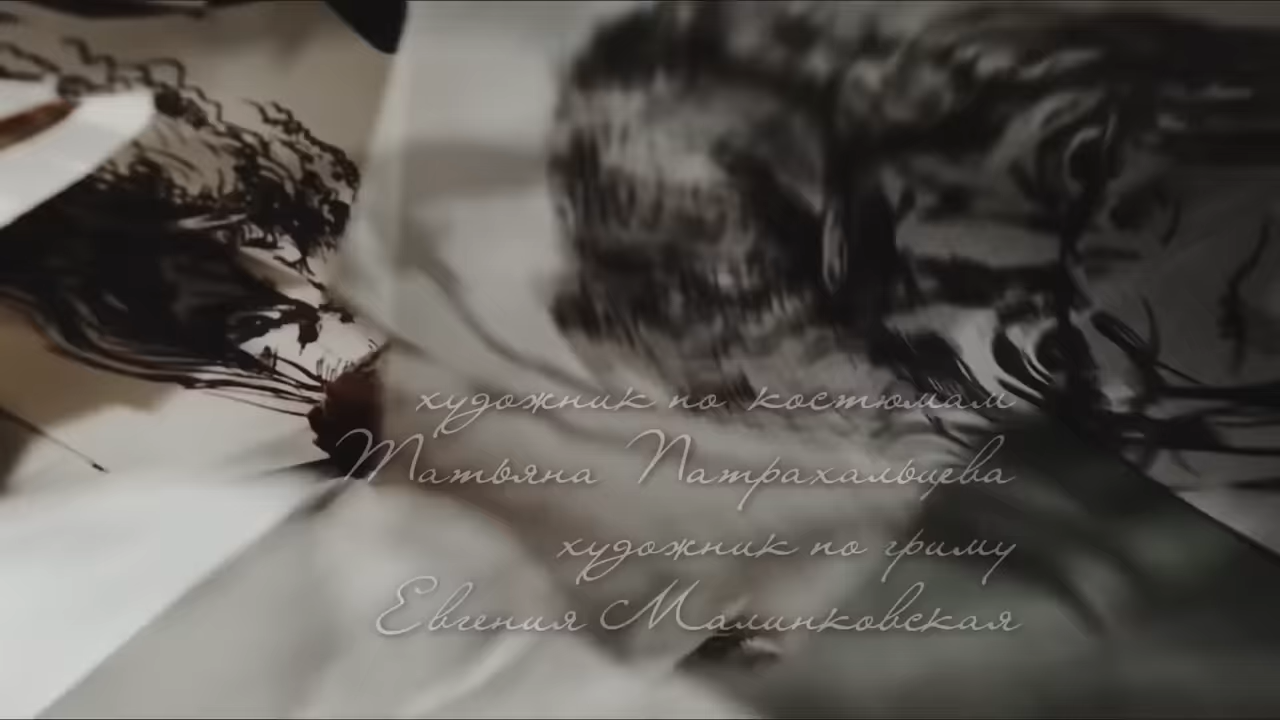 художник по костюмам
Татьяна Патрахальцева
художник по гриму
Евгения Малинковская